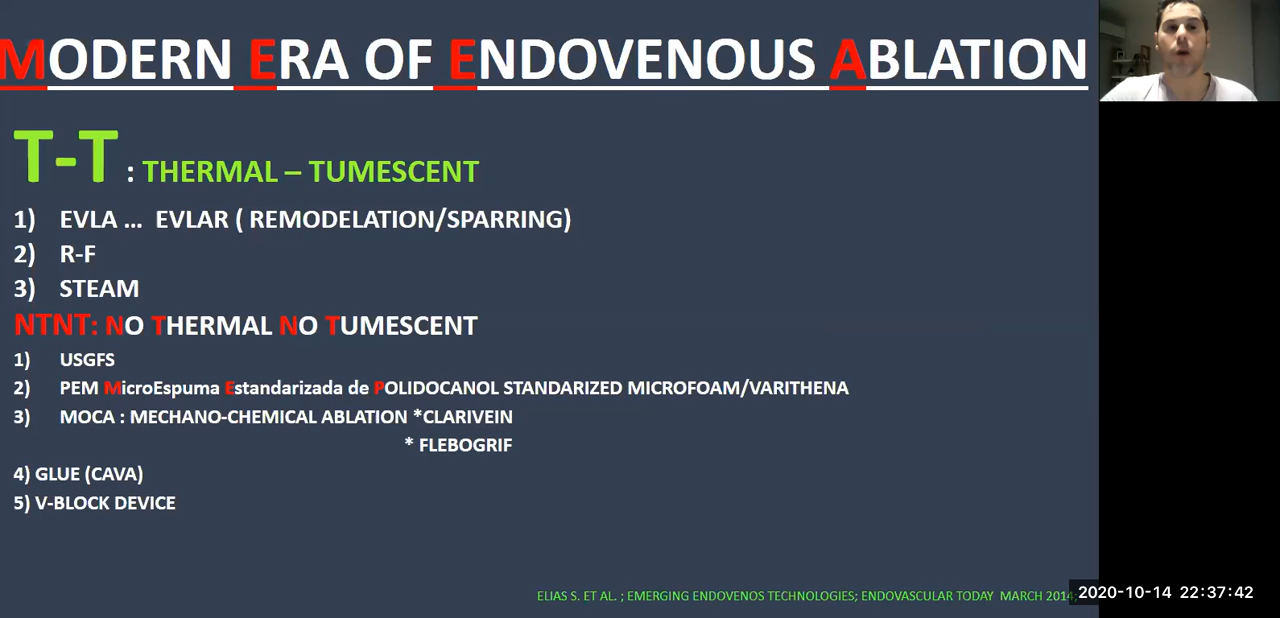 MODERN ERA OF ENDOVENOUS ABLATION
T-T : THERMAL – TUMESCENT
1) EVLA ... EVLAR ( REMODELATION/SPARRING)
2) R-F
3) STEAM
NTNT: NO THERMAL NO TUMESCENT
1) USGFS
2) PEM MicroEspuma Estandarizada de POLIDOCANOL STANDARIZED MICROFOAM/VARITHENA
3) MOCA : MECHANO-CHEMICAL ABLATION *CLARIVEIN
* FLEBOGRIF
4) GLUE (CAVA)
5) V-BLOCK DEVICE
ELIAS S. ET AL. ; EMERGING ENDOVENOS TECHNOLOGIES; ENDOVASCULAR TODAY MARCH 2014;
2020-10-14 22:37:42